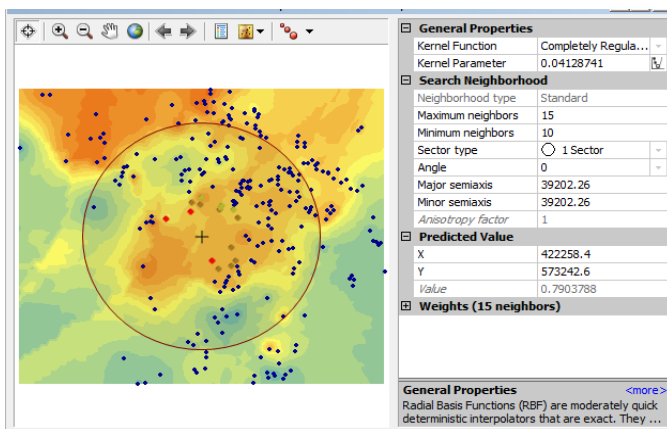 General Properties
Kernel Function Completely Regula...
Kernel Parameter 0.04128741
Search Neighborhood
Neighborhood type Standard
Maximum neighbors 15
Minimum neighbors 10
Sector type 1 Sector
Angle 0
Major semiaxis 39202.26
Minor semiaxis 39202.26
Anisotropy factor 1
Predicted Value
X 422258.4
Y 573242.6
Value 0.7903788
Weights (15 neighbors)
General Properties <more>
Radial Basis Functions (RBF) are moderately quick
deterministic interpolators that are exact. They ...